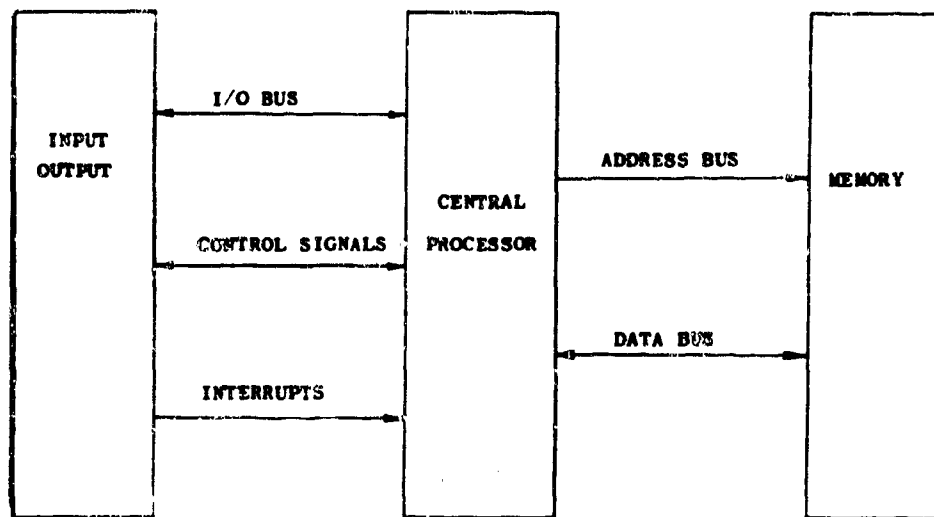 INPUT
OUTPUT
I/O BUS
CONTROL SIGNALS
INTERRUPTS
CENTRAL
PROCESSOR
ADDRESS BUS
DATA BUS
MEMORY